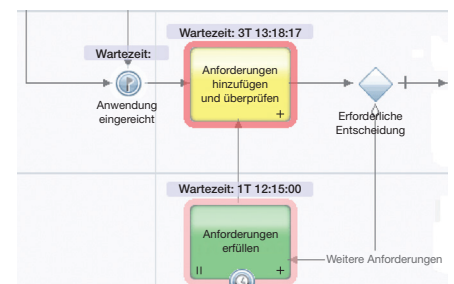 Wartezeit: 3T 13:18:17
Wartezeit:
Anforderungen
hinzufügen
und überprüfen
+
Anwendung
eingereicht
Erforderliche
Entscheidung
Wartezeit: 1T 12:15:00
Anforderungen
erfüllen
+
Weitere Anforderungen